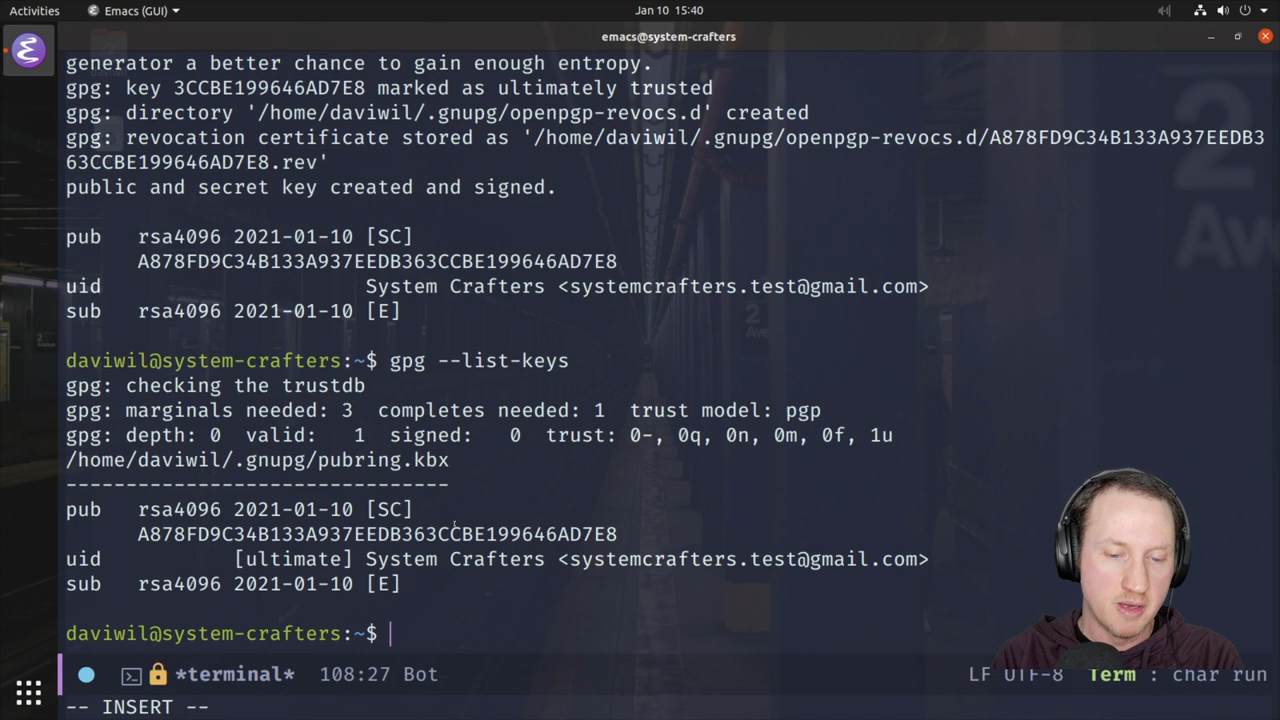 Activities
Emacs (GUI)
Jan 10 15:40
emacs@system-crafters
generator a better chance to gain enough entropy.
gpg: key 3CCBE199646AD7E8 marked as ultimately trusted
gpg: directory '/home/daviwil/.gnupg/openpgp-revocs.d' created
gpg: revocation certificate stored as '/home/daviwil/.gnupg/openpgp-revocs.d/A878FD9C34B133A937EEDB3
63CCBE199646AD7E8.rev'
public and secret key created and signed.
pub rsa4096 2021-01-10 [SC]
A878FD9C34B133A937EEDB363CCBE199646AD7E8
uid System Crafters <systemcrafters.test@gmail.com>
sub rsa4096 2021-01-10 [E]
daviwil@system-crafters:~$ gpg --list-keys
gpg: checking the trustdb
gpg: marginals needed: 3 completes needed: 1 trust model: pgp
gpg: depth: 0 valid: 1 signed: 0 trust: 0-, 0q, 0n, 0m, 0f, 1u
/home/daviwil/.gnupg/pubring.kbx
--------------------------------
pub rsa4096 2021-01-10 [SC]
A878FD9C34B133A937EEDB363CCBE199646AD7E8
uid [ultimate] System Crafters <systemcrafters.test@gmail.com>
sub rsa4096 2021-01-10 [E]
daviwil@system-crafters:~$
*terminal* 108:27 Bot
LF UTF-8 Term : char run
-- INSERT --
2
Av
2
Ave